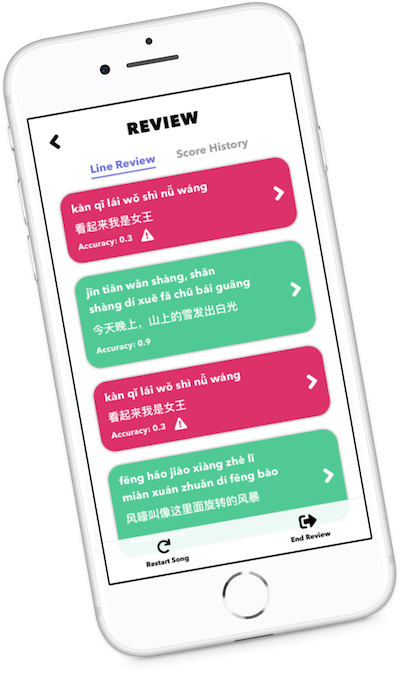 REVIEW
Line Review
Score History
kàn qǐ lái wǒ shì nǚ wáng
看起来我是女王
Accuracy: 0.3
jīn tiān wǎn shàng, shān
shàng dí xuě fā chū bái guāng
今天晚上，山上的雪发出白光
Accuracy: 0.9
kàn qǐ lái wǒ shì nǚ wáng
看起来我是女王
Accuracy: 0.3
fēng háo jiào xiàng zhè lǐ
miàn xuán zhuǎn dí fēng bào
风嚎叫像这里面旋转的风暴
Restart Song
End Review